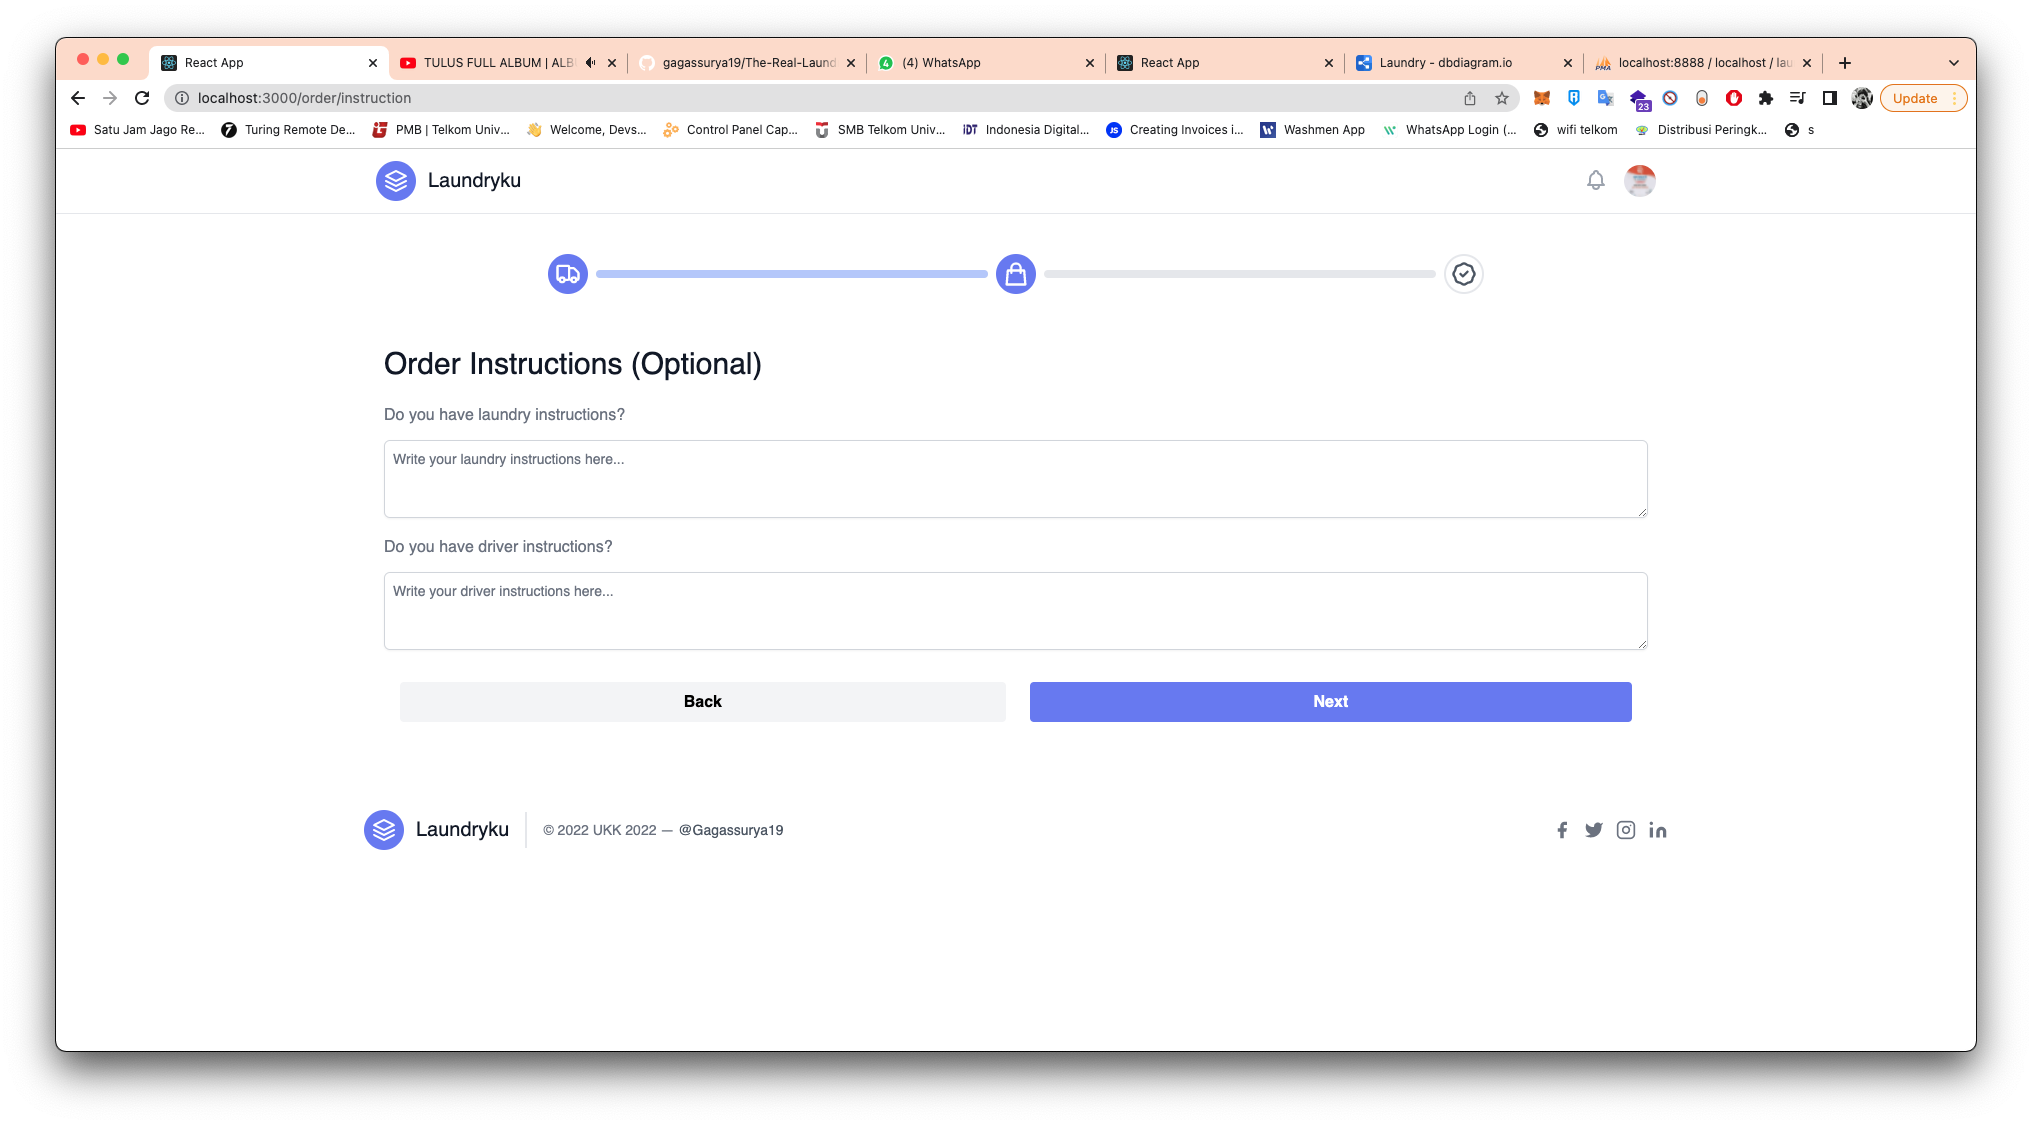 React App
TULUS FULL ALBUM | ALB
gagassurya19/The-Real-Laund
(4) WhatsApp
React App
Laundry - dbdiagram.io
localhost:8888 / localhost / lau
localhost:3000/order/instruction
23
Update
Satu Jam Jago Re...
Turing Remote De...
PMB | Telkom Univ...
Welcome, Devs...
Control Panel Cap...
SMB Telkom Univ...
Indonesia Digital...
Creating Invoices i...
Washmen App
WhatsApp Login (...
wifi telkom
Distribusi Peringk...
s
Laundryku
Order Instructions (Optional)
Do you have laundry instructions?
Write your laundry instructions here...
Do you have driver instructions?
Write your driver instructions here...
Back
Next
Laundryku
© 2022 UKK 2022 — @Gagassurya19